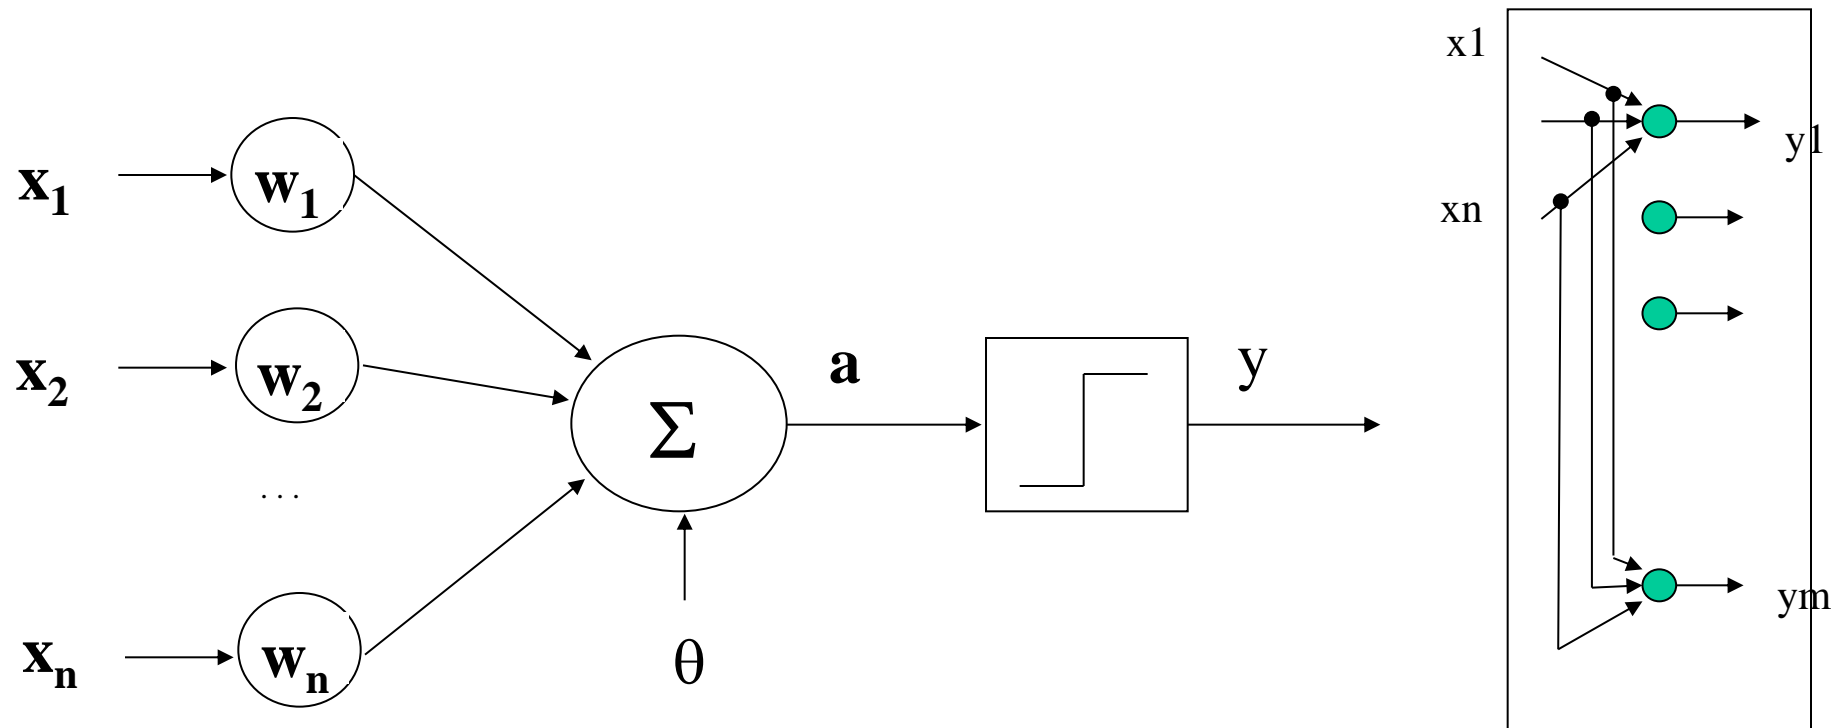 x1
w1
x1
y1
xn
x2
w2
a
y
Σ
. . .
xn
wn
θ
ym